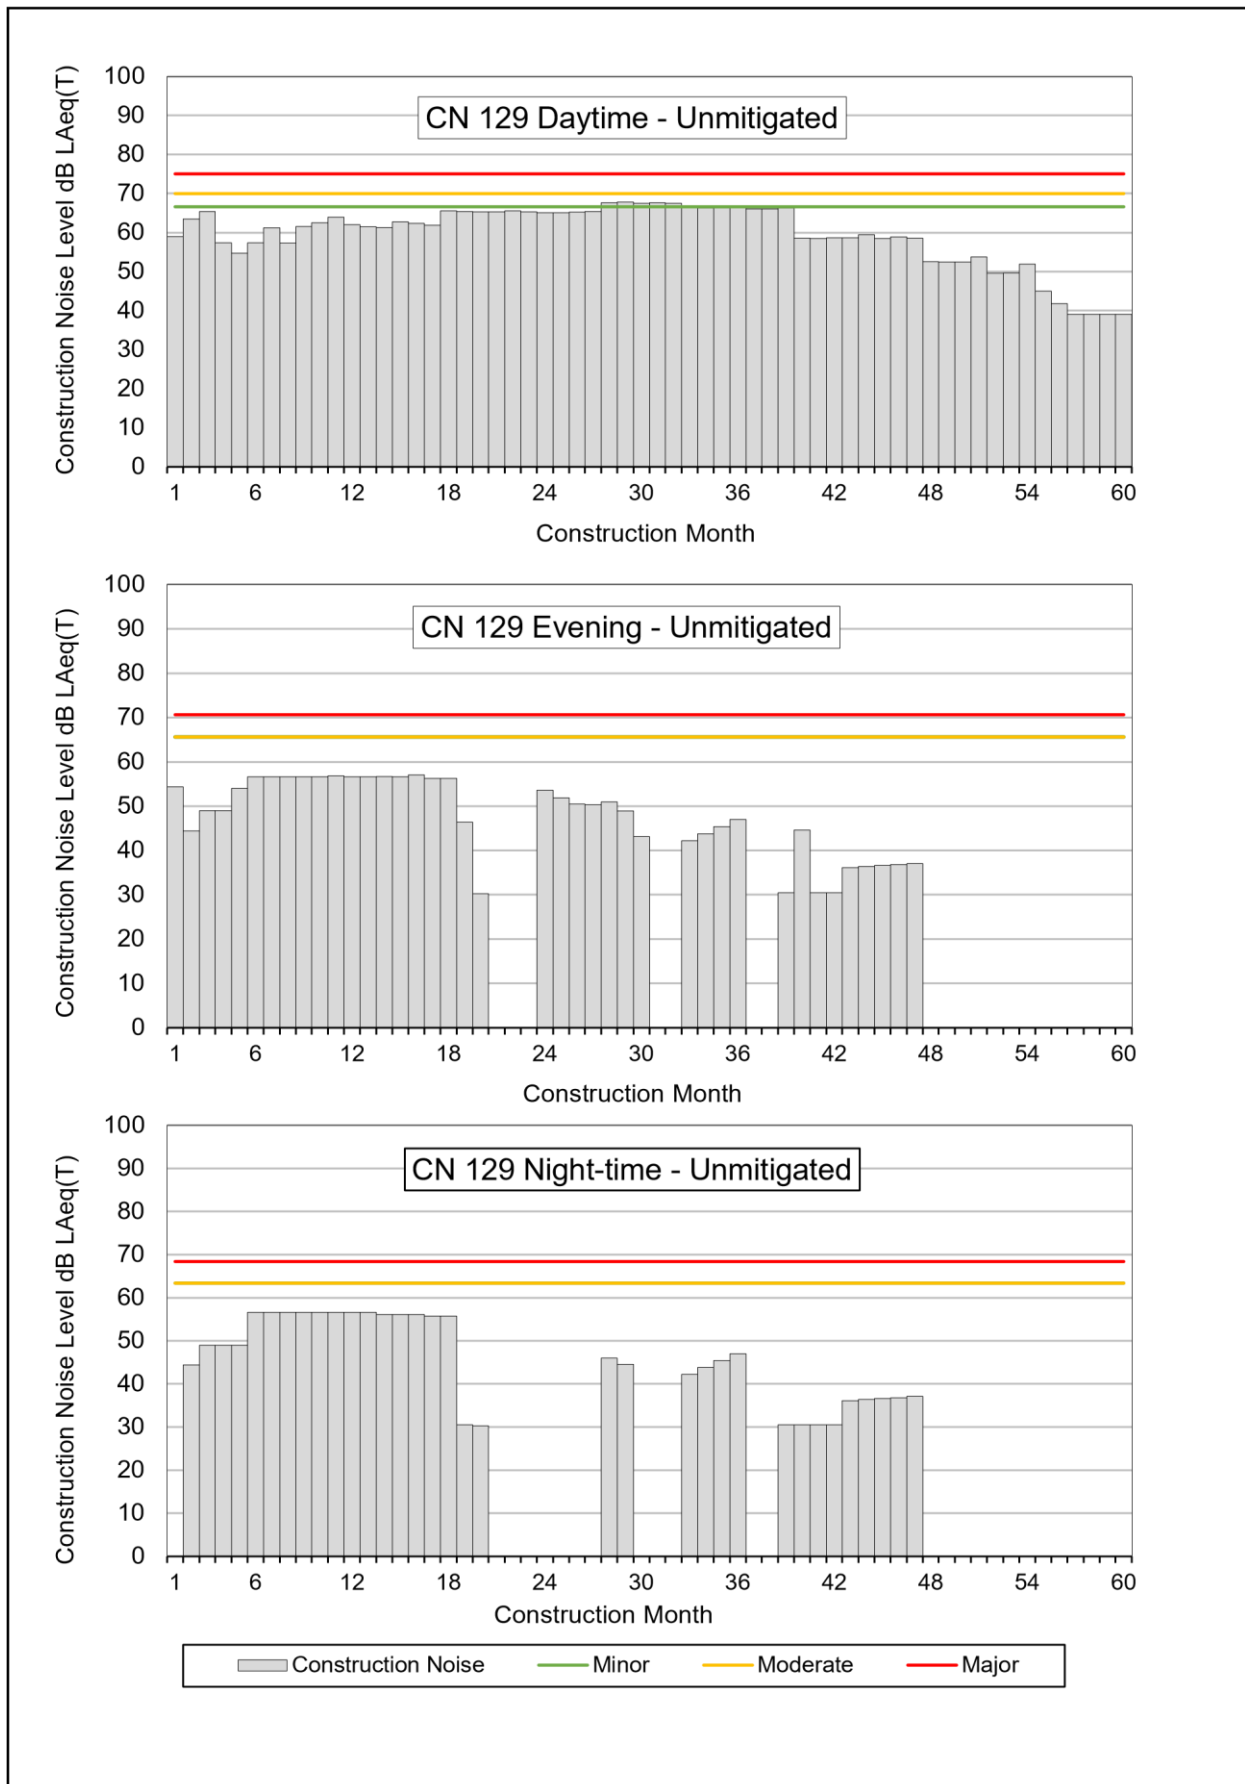 CN 129 Daytime - Unmitigated
Construction Noise Level dB LAeq(T)
100
90
80
70
60
50
40
30
20
10
0
1 6 12 18 24 30 36 42 48 54 60
Construction Month
CN 129 Evening - Unmitigated
Construction Noise Level dB LAeq(T)
100
90
80
70
60
50
40
30
20
10
0
1 6 12 18 24 30 36 42 48 54 60
Construction Month
CN 129 Night-time - Unmitigated
Construction Noise Level dB LAeq(T)
100
90
80
70
60
50
40
30
20
10
0
1 6 12 18 24 30 36 42 48 54 60
Construction Month
Construction Noise Minor Moderate Major